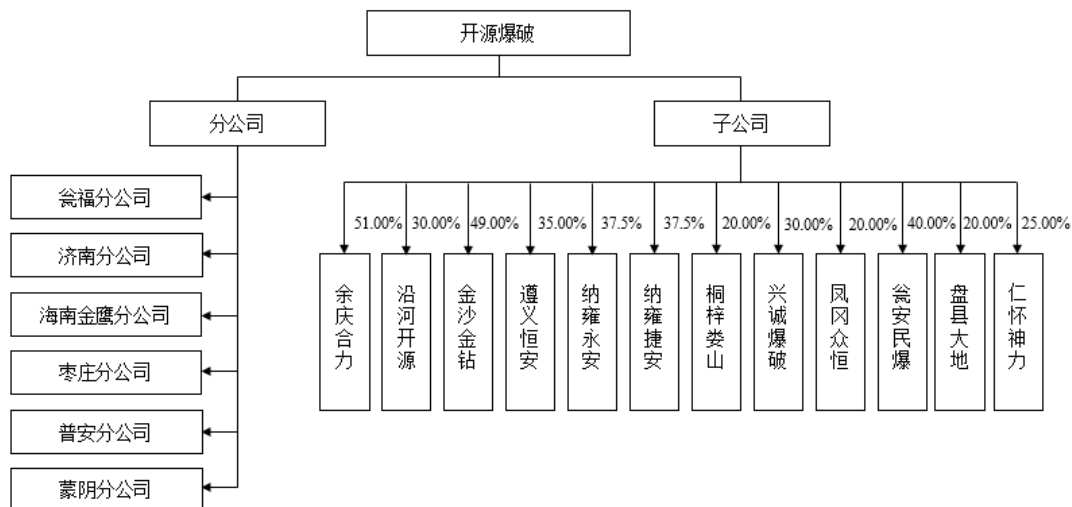 开源爆破
分公司
子公司
瓮福分公司
济南分公司
海南金鹰分公司
枣庄分公司
普安分公司
蒙阴分公司
51.00%
30.00%
49.00%
35.00%
37.5%
37.5%
20.00%
30.00%
20.00%
40.00%
20.00%
25.00%
余庆合力
沿河开源
金沙金钻
遵义恒安
纳雍永安
纳雍捷安
桐梓娄山
兴诚爆破
凤冈众恒
瓮安民爆
盘县大地
仁怀神力